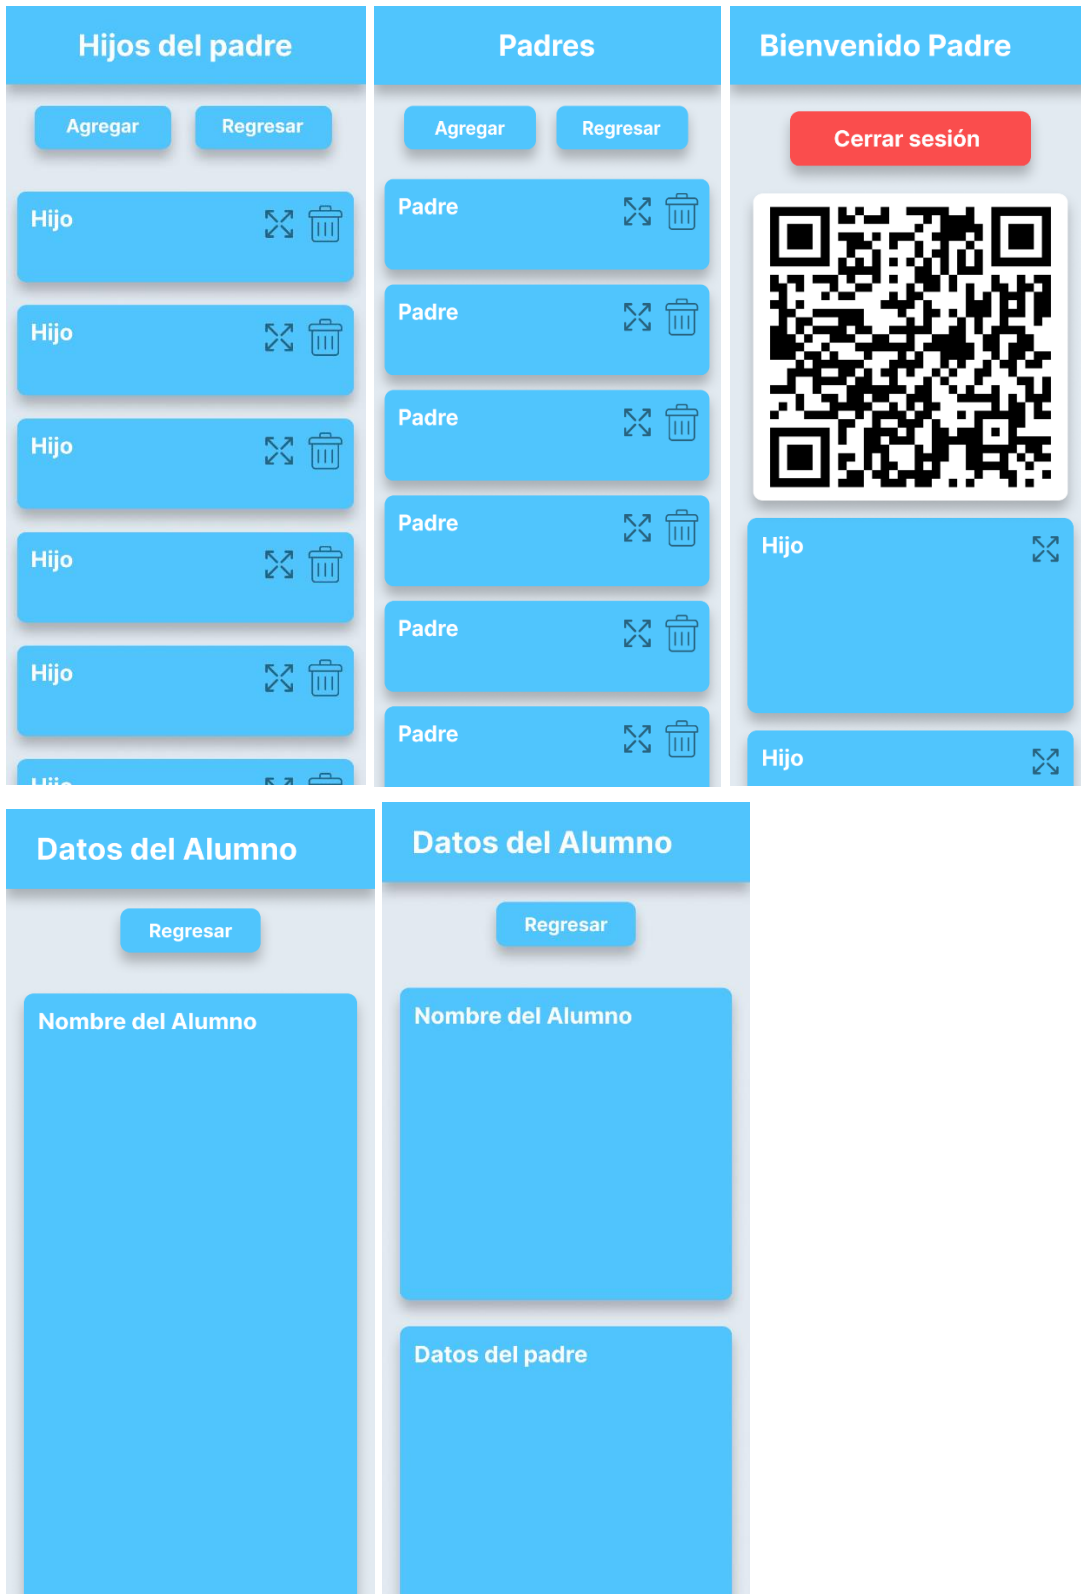 Hijos del padre
Agregar
Regresar
Hijo
Hijo
Hijo
Hijo
Hijo
Hijo
Padres
Agregar
Regresar
Padre
Padre
Padre
Padre
Padre
Padre
Bienvenido Padre
Cerrar sesión
Hijo
Hijo
Datos del Alumno
Regresar
Nombre del Alumno
Datos del Alumno
Regresar
Nombre del Alumno
Datos del padre